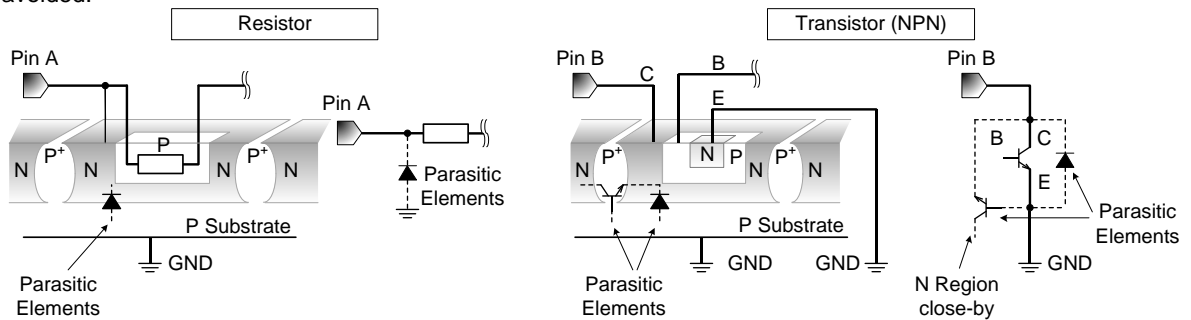 avoided.
Resistor
Transistor (NPN)
Pin A
Pin A
N P+ N P N P+ N
Parasitic
Elements
P Substrate
GND
Parasitic
Elements
Pin B
C
B
E
N P+ N N P N P+ N
P Substrate
GND
GND
Parasitic
Elements
Pin B
B C
E
Parasitic
Elements
GND
N Region
close-by